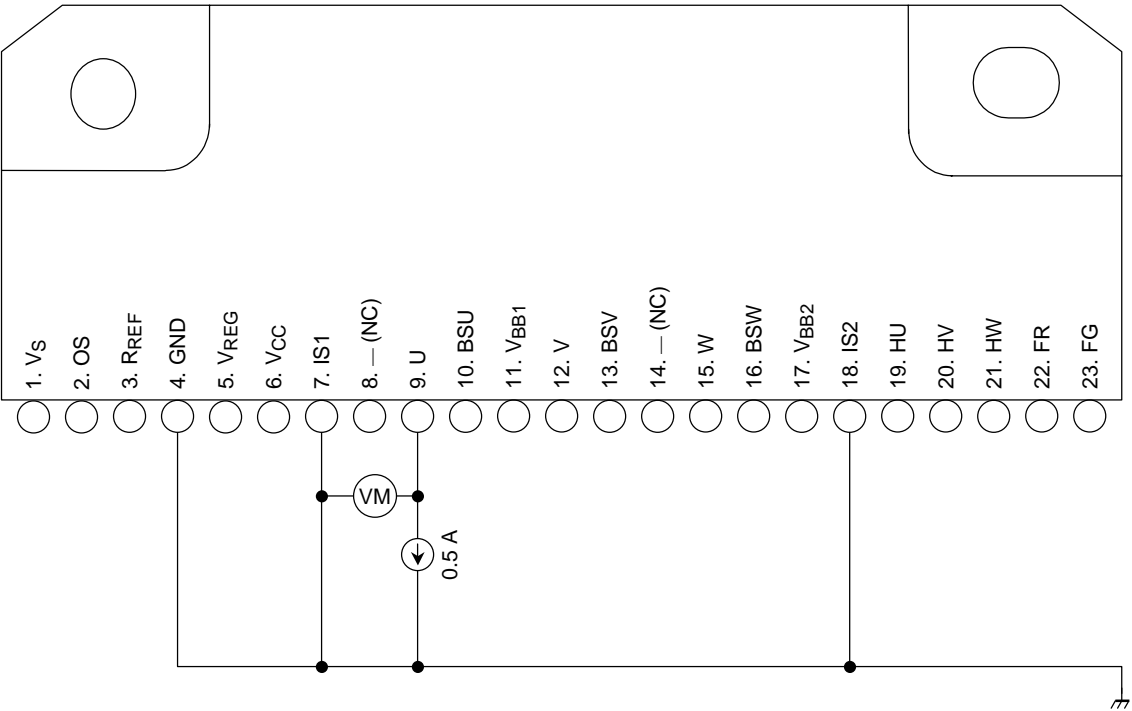 1. VS
2. OS
3. RREF
4. GND
5. VREG
6. VCC
7. IS1
8. — (NC)
9. U
10. BSU
11. VBB1
12. V
13. BSV
14. — (NC)
15. W
16. BSW
17. VBB2
18. IS2
19. HU
20. HV
21. HW
22. FR
23. FG
VM
0.5 A